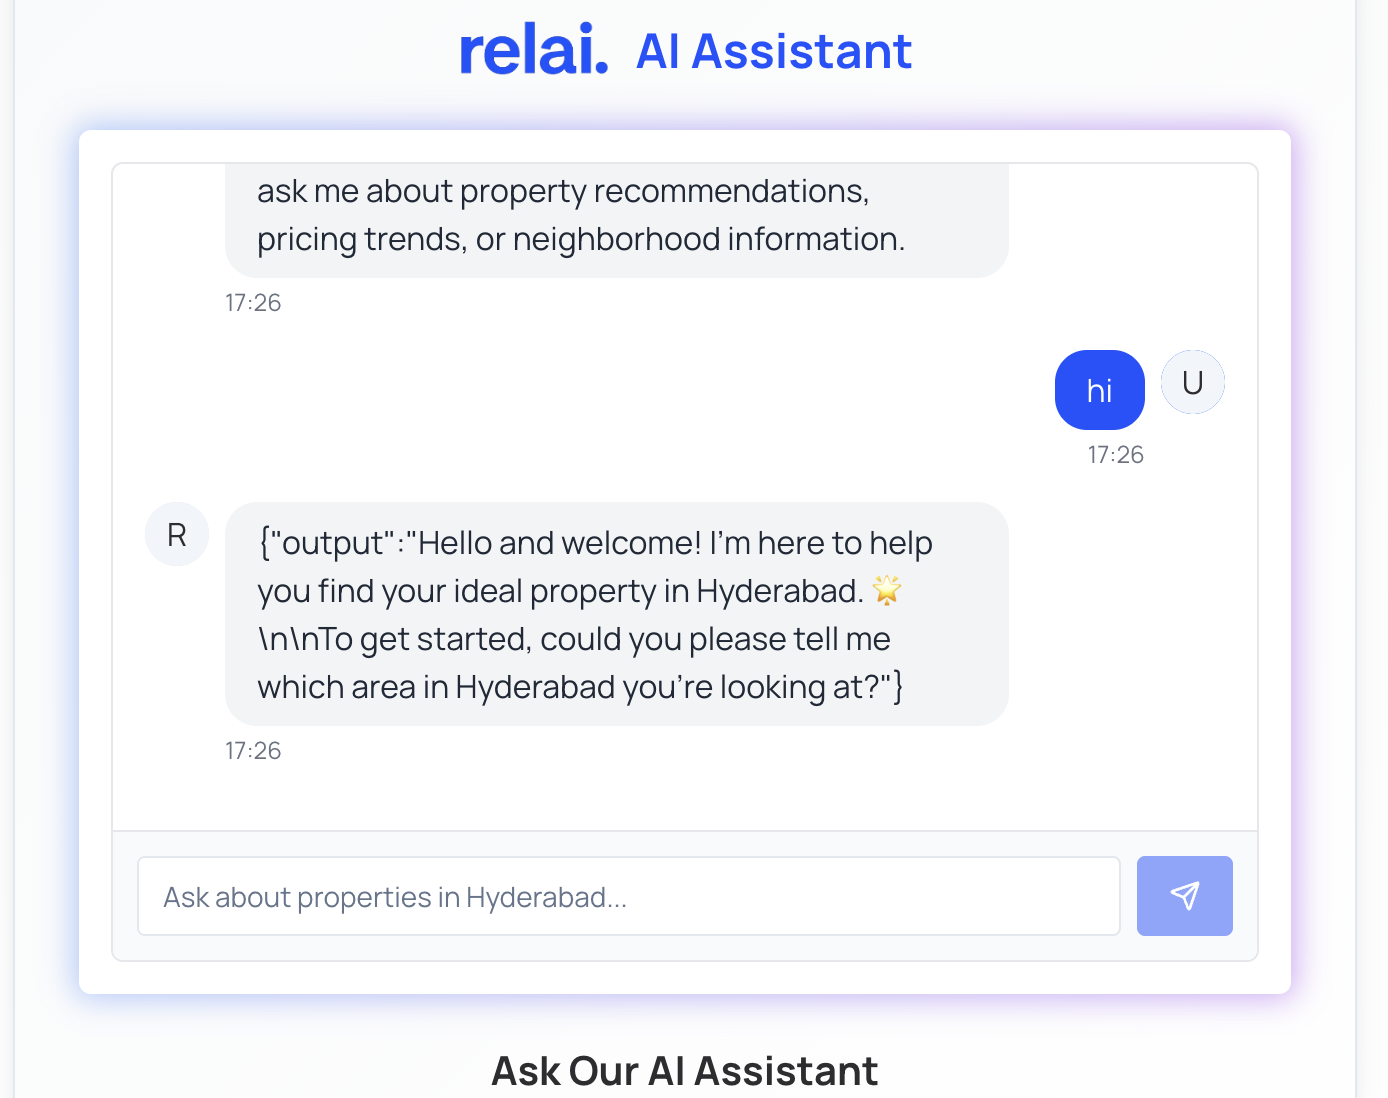 relai. AI Assistant
ask me about property recommendations,
pricing trends, or neighborhood information.
17:26
hi
U
17:26
R
{"output":"Hello and welcome! I'm here to help
you find your ideal property in Hyderabad. 🌟
\n\nTo get started, could you please tell me
which area in Hyderabad you're looking at?"}
17:26
Ask about properties in Hyderabad...
Ask Our AI Assistant